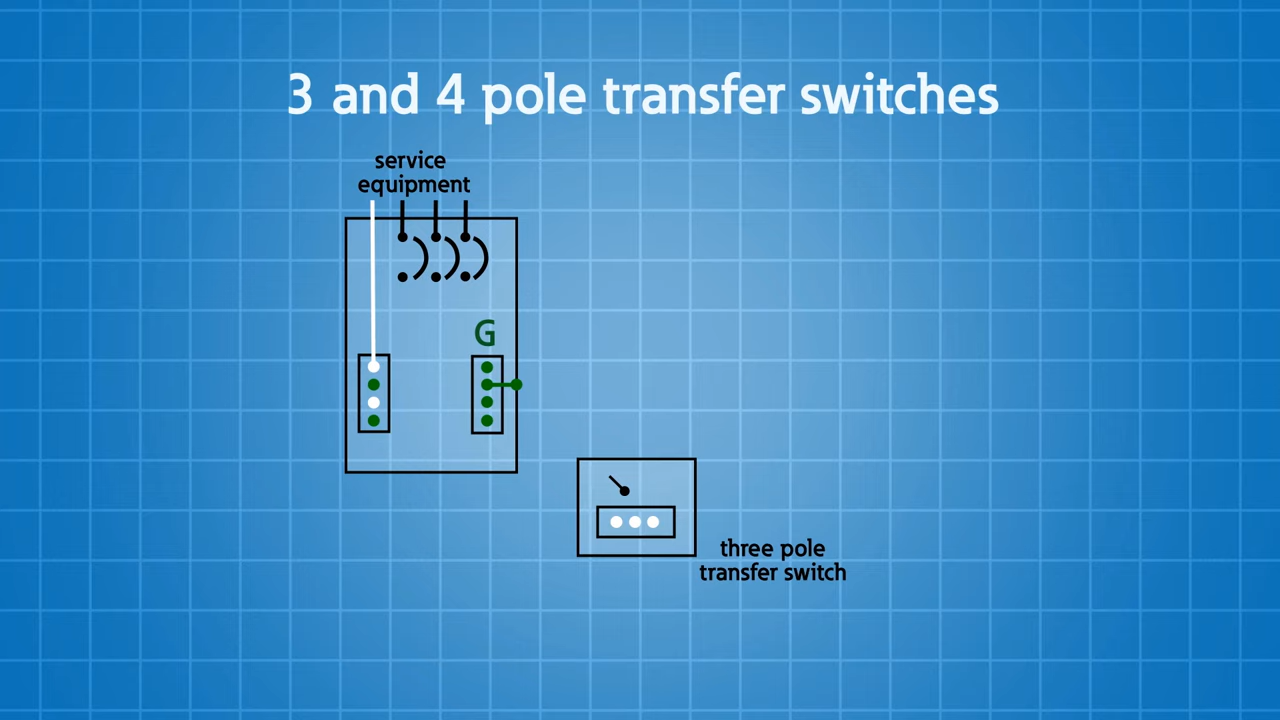 3 and 4 pole transfer switches
service
equipment
G
three pole
transfer switch